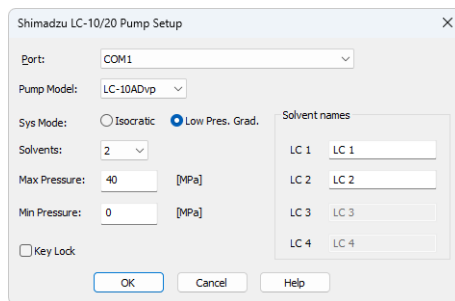 Shimadzu LC-10/20 Pump Setup
Port: COM1
Pump Model: LC-10ADvp
Sys Mode: Isocratic Low Pres. Grad.
Solvents: 2
Max Pressure: 40 [MPa]
Min Pressure: 0 [MPa]
Key Lock
Solvent names
LC 1 LC 1
LC 2 LC 2
LC 3 LC 3
LC 4 LC 4
OK Cancel Help